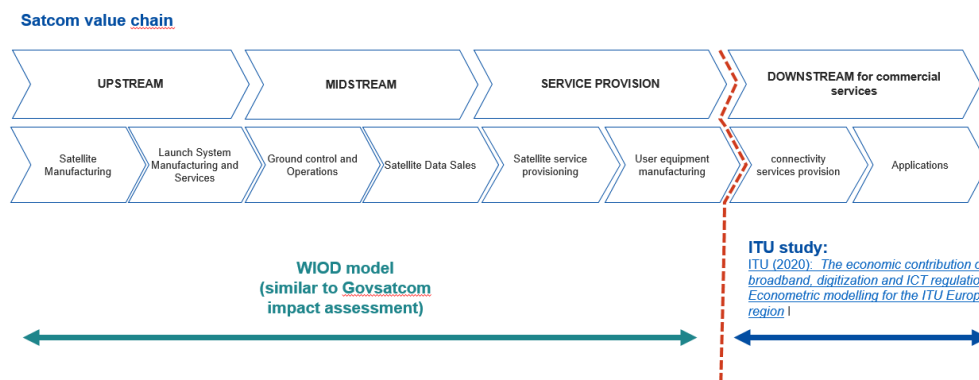 Satcom value chain
UPSTREAM
MIDSTREAM
SERVICE PROVISION
DOWNSTREAM for commercial
services
Satellite
Manufacturing
Launch System
Manufacturing and
Services
Ground control and
Operations
Satellite Data Sales
Satellite service
provisioning
User equipment
manufacturing
connectivity
services provision
Applications
WIOD model
(similar to Govsatcom
impact assessment)
ITU study:
ITU (2020): The economic contribution o
broadband, digitization and ICT regulatio
Econometric modelling for the ITU Europ
region |